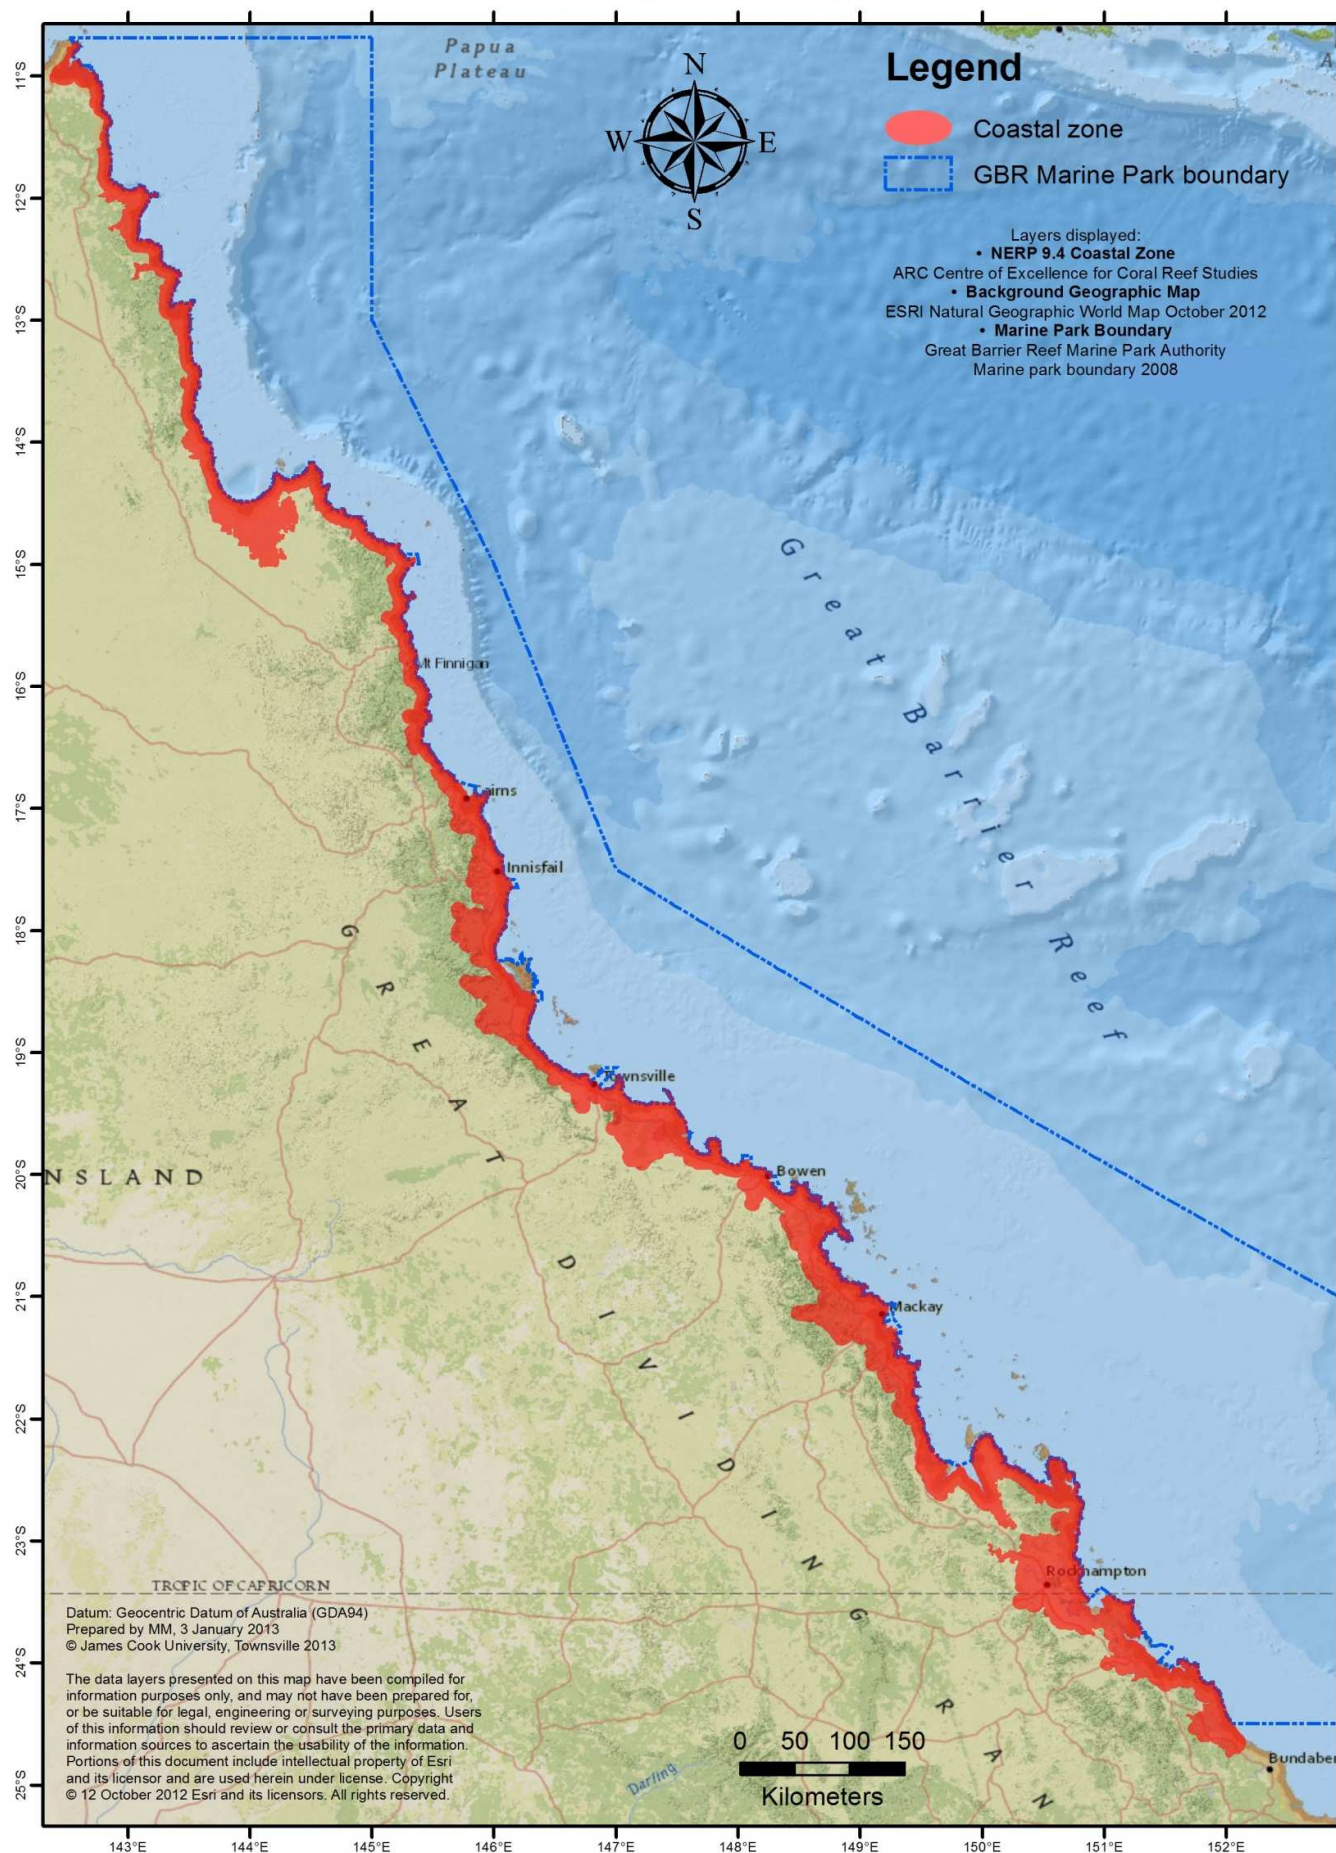 Papua
Plateau
N
W
E
S
Legend
Coastal zone
GBR Marine Park boundary
Layers displayed:
• NERP 9.4 Coastal Zone
ARC Centre of Excellence for Coral Reef Studies
• Background Geographic Map
ESRI Natural Geographic World Map October 2012
• Marine Park Boundary
Great Barrier Reef Marine Park Authority
Marine park boundary 2008
A
11°S
12°S
13°S
14°S
15°S
16°S
17°S
18°S
19°S
20°S
21°S
22°S
23°S
24°S
25°S
Great Barrier Reef
Mt Finnigan
Cairns
Innisfail
Townsville
Bowen
Mackay
Rockhampton
Bundaber
NSLAND
GREAT DIVIDING RAN
TROPIC OF CAPRICORN
Datum: Geocentric Datum of Australia (GDA94)
Prepared by MM, 3 January 2013
© James Cook University, Townsville 2013
The data layers presented on this map have been compiled for
information purposes only, and may not have been prepared for,
or be suitable for legal, engineering or surveying purposes. Users
of this information should review or consult the primary data and
information sources to ascertain the usability of the information.
Portions of this document include intellectual property of Esri
and its licensor and are used herein under license. Copyright
© 12 October 2012 Esri and its licensors. All rights reserved.
Darling
0 50 100 150
Kilometers
143°E 144°E 145°E 146°E 147°E 148°E 149°E 150°E 151°E 152°E